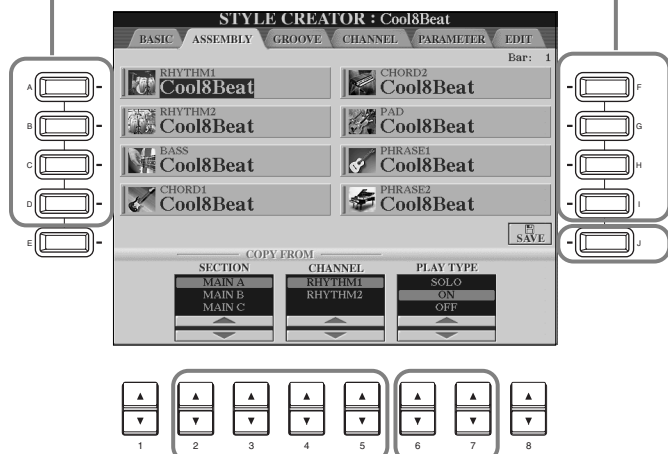 STYLE CREATOR : Cool8Beat
BASIC ASSEMBLY GROOVE CHANNEL PARAMETER EDIT
Bar: 1
RHYTHM1
Cool8Beat
CHORD2
Cool8Beat
RHYTHM2
Cool8Beat
PAD
Cool8Beat
BASS
Cool8Beat
PHRASE1
Cool8Beat
CHORD1
Cool8Beat
PHRASE2
Cool8Beat
A
B
C
D
E
F
G
H
I
J
SAVE
COPY FROM
SECTION CHANNEL PLAY TYPE
MAIN A RHYTHM1 SOLO
MAIN B RHYTHM2 ON
MAIN C OFF
1 2 3 4 5 6 7 8